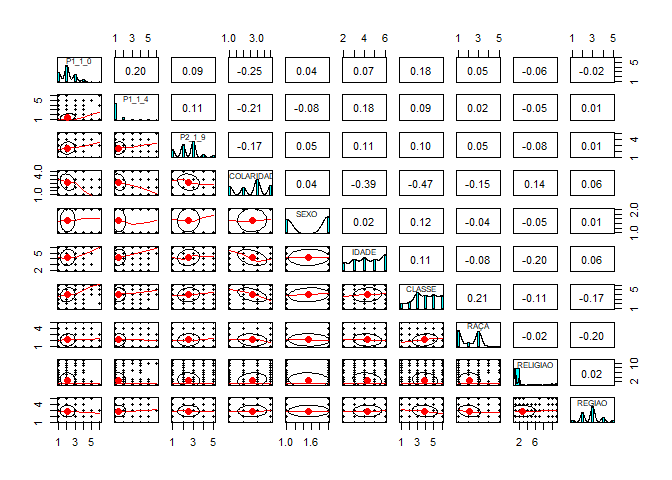 1 3 5 1.0 3.0 2 3 4 5 6 1 3 5
P1_1_0 0.20 0.09 -0.25 0.04 0.07 0.18 0.05 -0.06 -0.02 1 5
1 5 P1_1_4 0.11 -0.21 -0.08 0.18 0.09 0.02 -0.05 0.01
P2_1_9 -0.17 0.05 0.11 0.10 0.05 -0.08 0.01 1 4
1.0 4.0 COLARIDAD 0.04 -0.39 -0.47 -0.15 0.14 0.06
SEXO 0.02 0.12 -0.04 -0.05 0.01 1.0 2.0
2 5 IDADE 0.11 -0.08 -0.20 0.06
CLASSE 0.21 -0.11 -0.17 1 5
1 4 RAÇA -0.02 -0.20
RELIGIAO 0.02 2 10
1 4 REGIAO
1 3 5 1 3 5 1.0 1.6 1 3 5 2 6